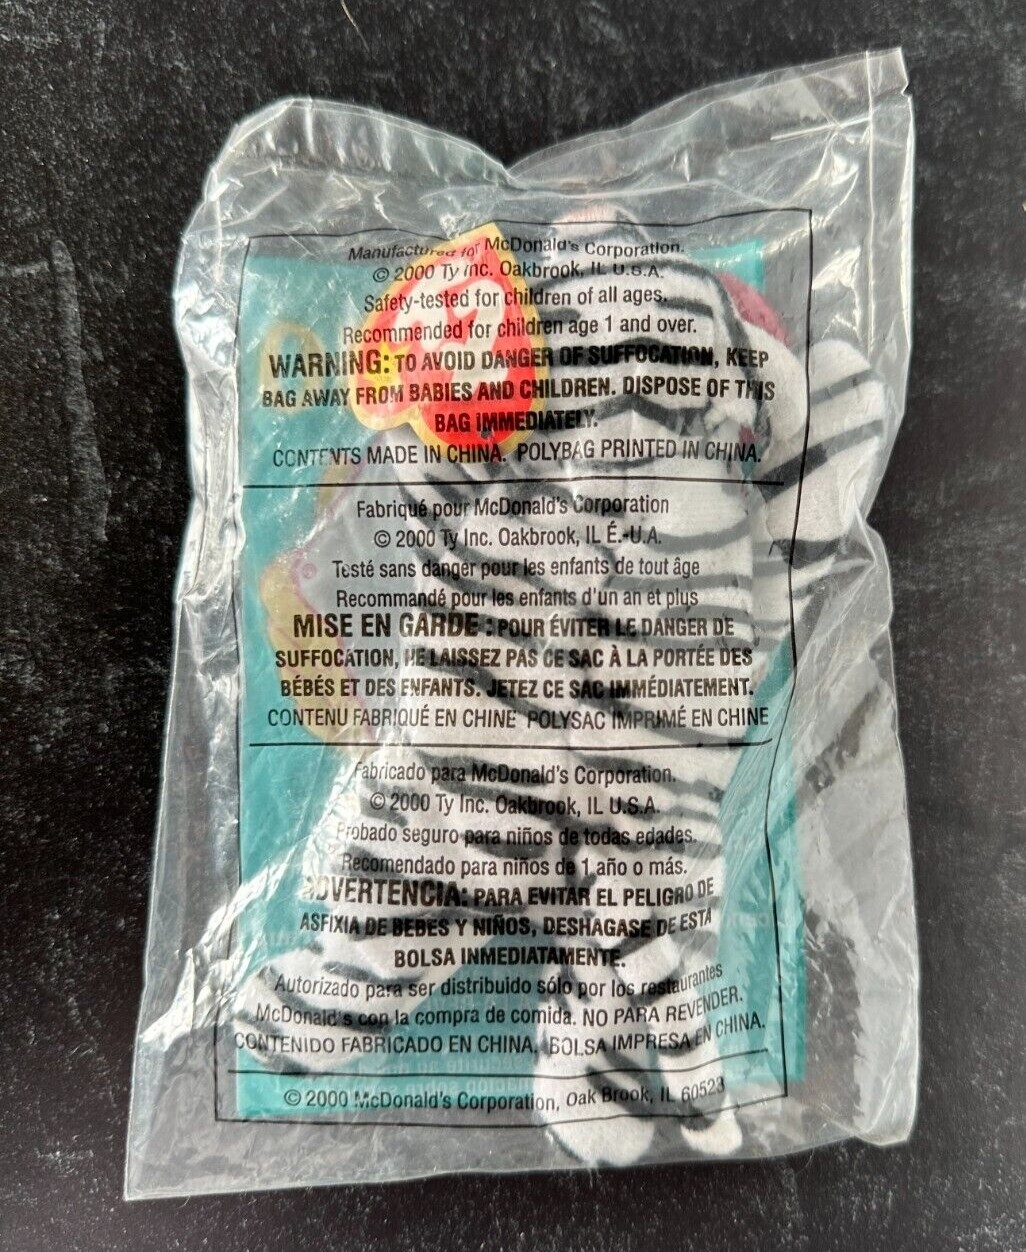 Manufactured for McDonald's Corporation.
© 2000 Ty Inc. Oakbrook, IL U.S.A.
Safety-tested for children of all ages.
Recommended for children age 1 and over.
WARNING: TO AVOID DANGER OF SUFFOCATION, KEEP
BAG AWAY FROM BABIES AND CHILDREN. DISPOSE OF THIS
BAG IMMEDIATELY.
CONTENTS MADE IN CHINA. POLYBAG PRINTED IN CHINA.
Fabriqué pour McDonald's Corporation
© 2000 Ty Inc. Oakbrook, IL É.-U.A.
Testé sans danger pour les enfants de tout âge
Recommandé pour les enfants d'un an et plus
MISE EN GARDE : POUR ÉVITER LE DANGER DE
SUFFOCATION, NE LAISSEZ PAS CE SAC À LA PORTÉE DES
BÉBÉS ET DES ENFANTS. JETEZ CE SAC IMMÉDIATEMENT.
CONTENU FABRIQUÉ EN CHINE POLYSAC IMPRIMÉ EN CHINE
Fabricado para McDonald's Corporation.
© 2000 Ty Inc. Oakbrook, IL U.S.A.
Probado seguro para niños de todas edades.
Recomendado para niños de 1 año o más.
ADVERTENCIA: PARA EVITAR EL PELIGRO DE
ASFIXIA DE BEBES Y NIÑOS, DESHAGASE DE ESTA
BOLSA INMEDIATAMENTE.
Autorizado para ser distribuido sólo por los restaurantes
McDonald's con la compra de comida. NO PARA REVENDER.
CONTENIDO FABRICADO EN CHINA. BOLSA IMPRESA EN CHINA.
© 2000 McDonald's Corporation, Oak Brook, IL 60523